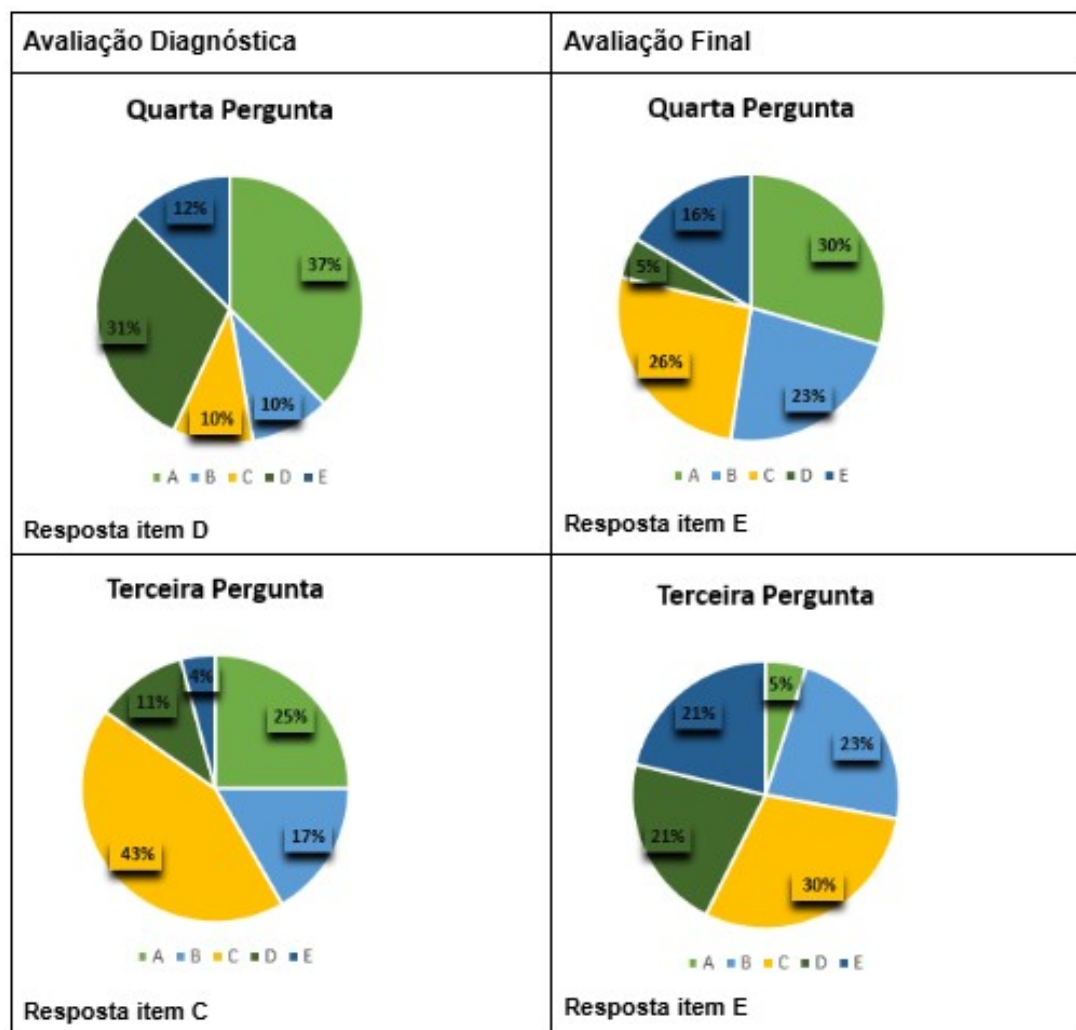 Avaliação Diagnóstica
Avaliação Final
Quarta Pergunta
12%
37%
31%
10%
10%
A B C D E
Resposta item D
Quarta Pergunta
16%
30%
5%
26%
23%
A B C D E
Resposta item E
Terceira Pergunta
4%
11%
25%
43%
17%
A B C D E
Resposta item C
Terceira Pergunta
5%
21%
23%
21%
30%
A B C D E
Resposta item E